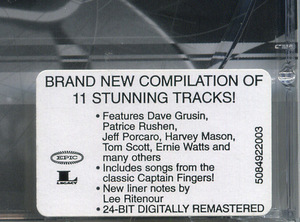 BRAND NEW COMPILATION OF
11 STUNNING TRACKS!
• Features Dave Grusin,
Patrice Rushen,
Jeff Porcaro, Harvey Mason,
Tom Scott, Ernie Watts and
many others
• Includes songs from the
classic Captain Fingers!
• New liner notes by
Lee Ritenour
• 24-BIT DIGITALLY REMASTERED
EPIC
L
LEGACY
5084922003